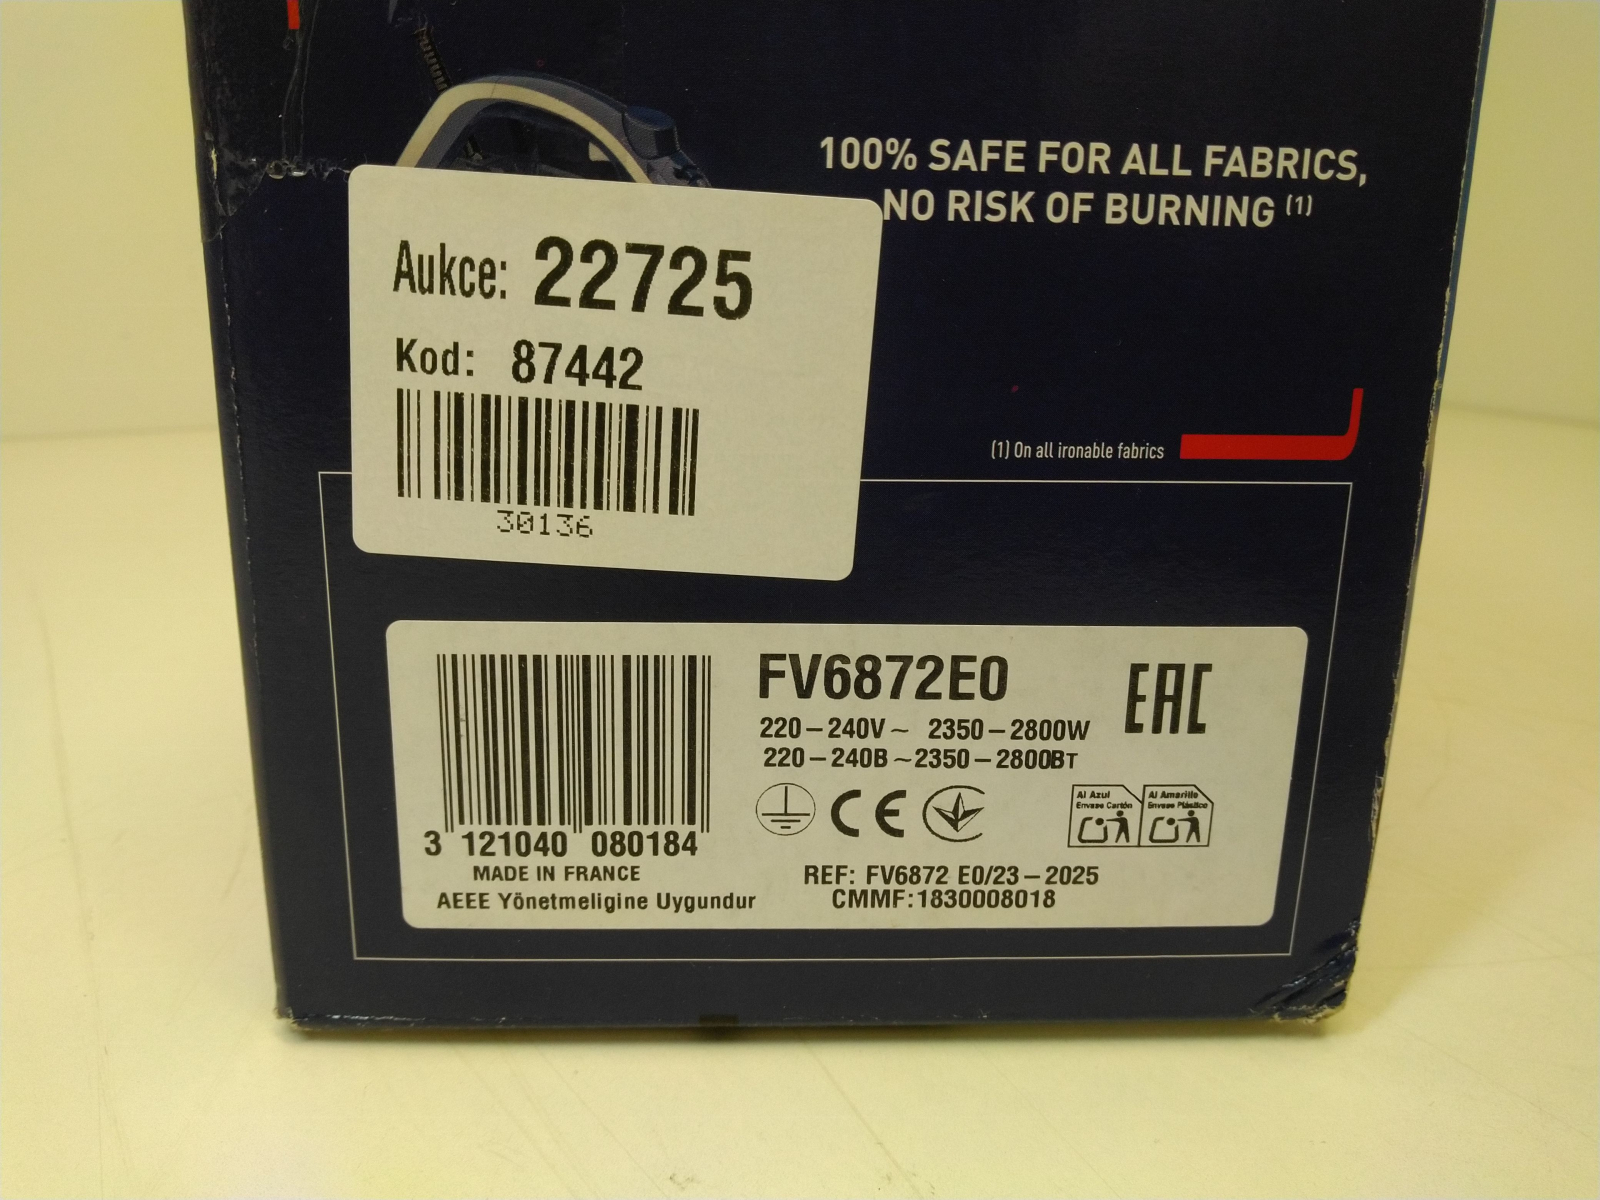 100% SAFE FOR ALL FABRICS,
NO RISK OF BURNING (1)
Aukce: 22725
Kod: 87442
30136
(1) On all ironable fabrics
FV6872E0
EAC
220–240V~ 2350–2800W
220–240В~2350–2800Вт
CE
Al Azul
Envase Cartón
Al Amarillo
Envase Plástico
3 121040 080184
MADE IN FRANCE
AEEE Yönetmeligine Uygundur
REF: FV6872 E0/23–2025
CMMF:1830008018